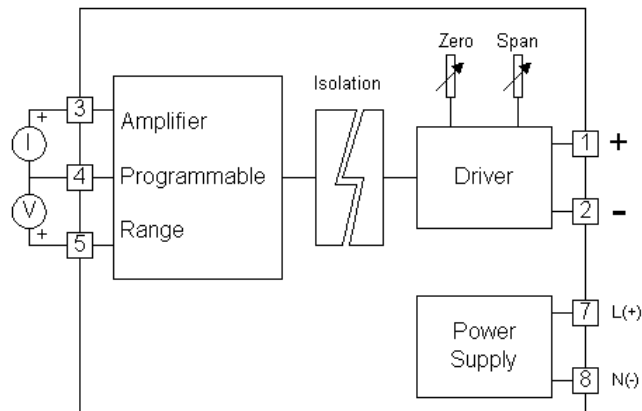 Zero Span
Isolation
3
+
I
Amplifier
1 +
4
Programmable
Driver
V
+
5
Range
2 -
7 L(+)
Power
Supply
8 N(-)